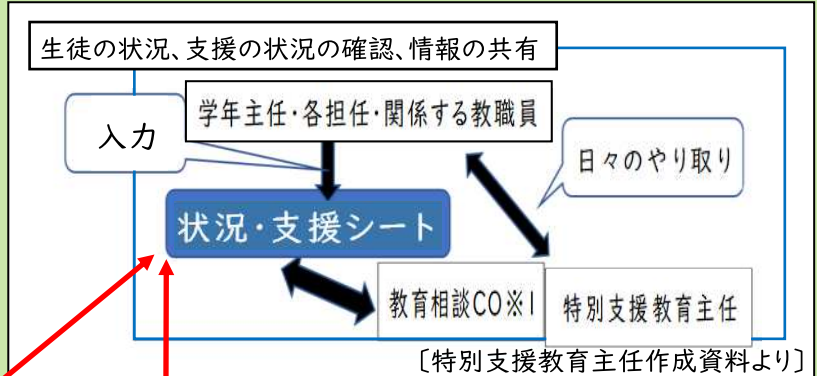 生徒の状況、支援の状況の確認、情報の共有
学年主任・各担任・関係する教職員
入力
日々のやり取り
状況・支援シート
教育相談CO※1
特別支援教育主任
〔特別支援教育主任作成資料より〕